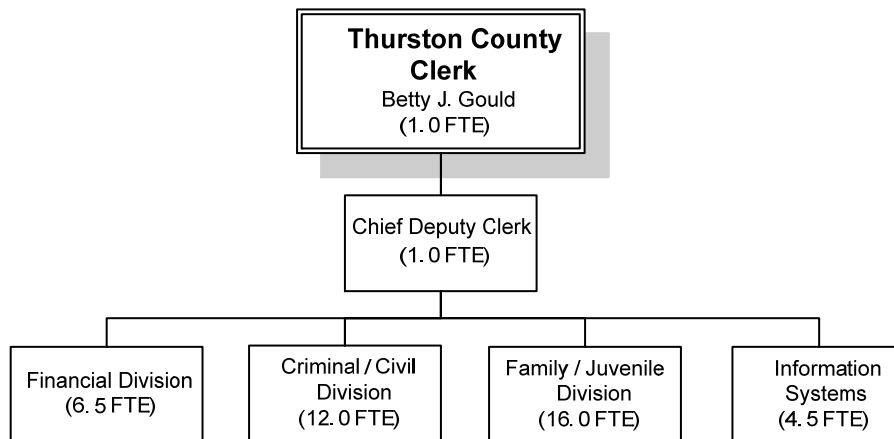 Thurston County
Clerk
Betty J. Gould
(1.0 FTE)
Chief Deputy Clerk
(1.0 FTE)
Financial Division
(6.5 FTE)
Criminal / Civil
Division
(12.0 FTE)
Family / Juvenile
Division
(16.0 FTE)
Information
Systems
(4.5 FTE)